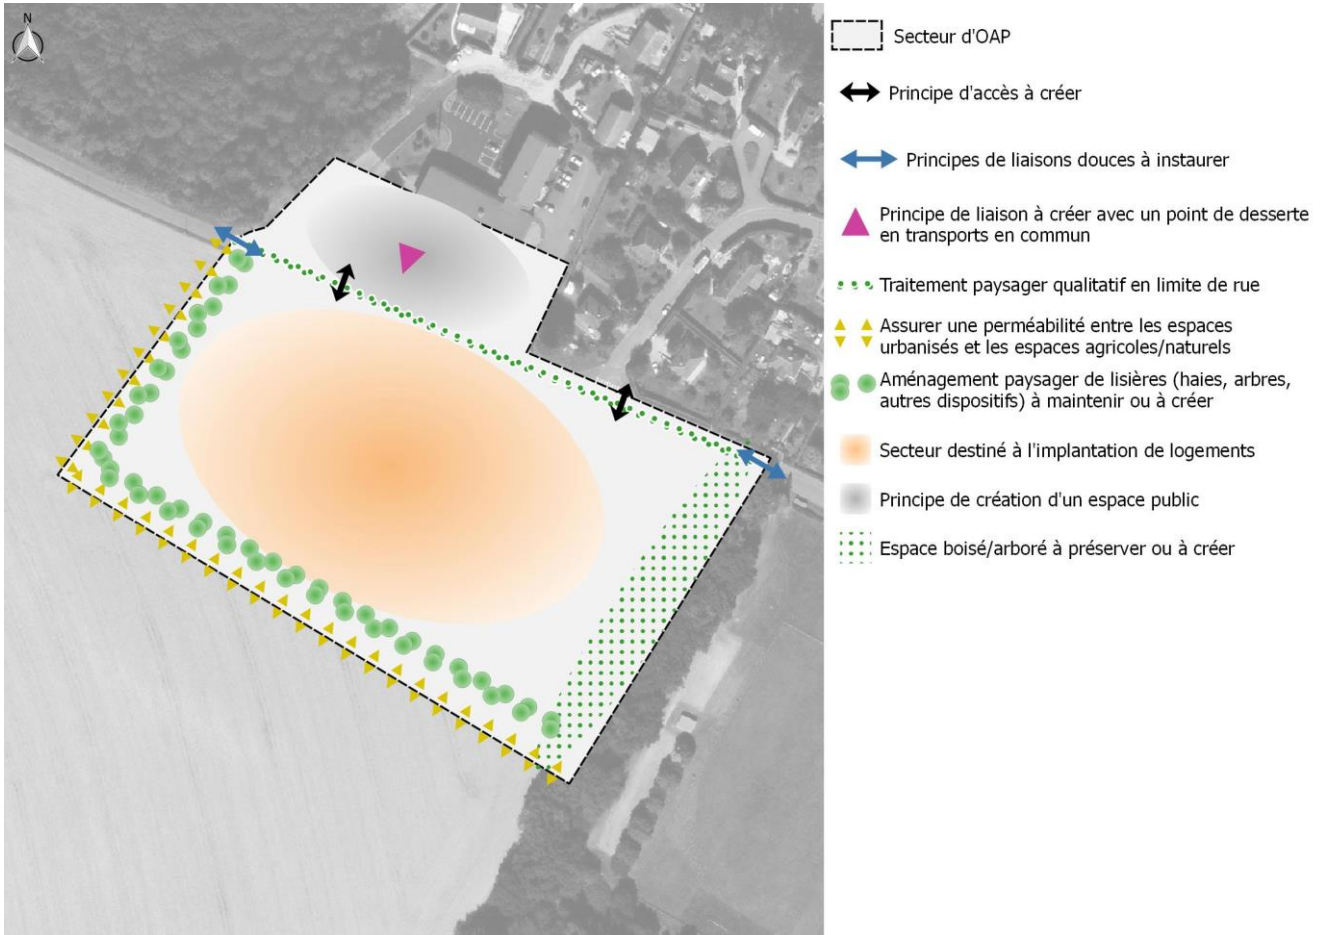 N
Secteur d'OAP
Principe d'accès à créer
Principes de liaisons douces à instaurer
Principe de liaison à créer avec un point de desserte
en transports en commun
Traitement paysager qualitatif en limite de rue
Assurer une perméabilité entre les espaces
urbanisés et les espaces agricoles/naturels
Aménagement paysager de lisières (haies, arbres,
autres dispositifs) à maintenir ou à créer
Secteur destiné à l'implantation de logements
Principe de création d'un espace public
Espace boisé/arboré à préserver ou à créer